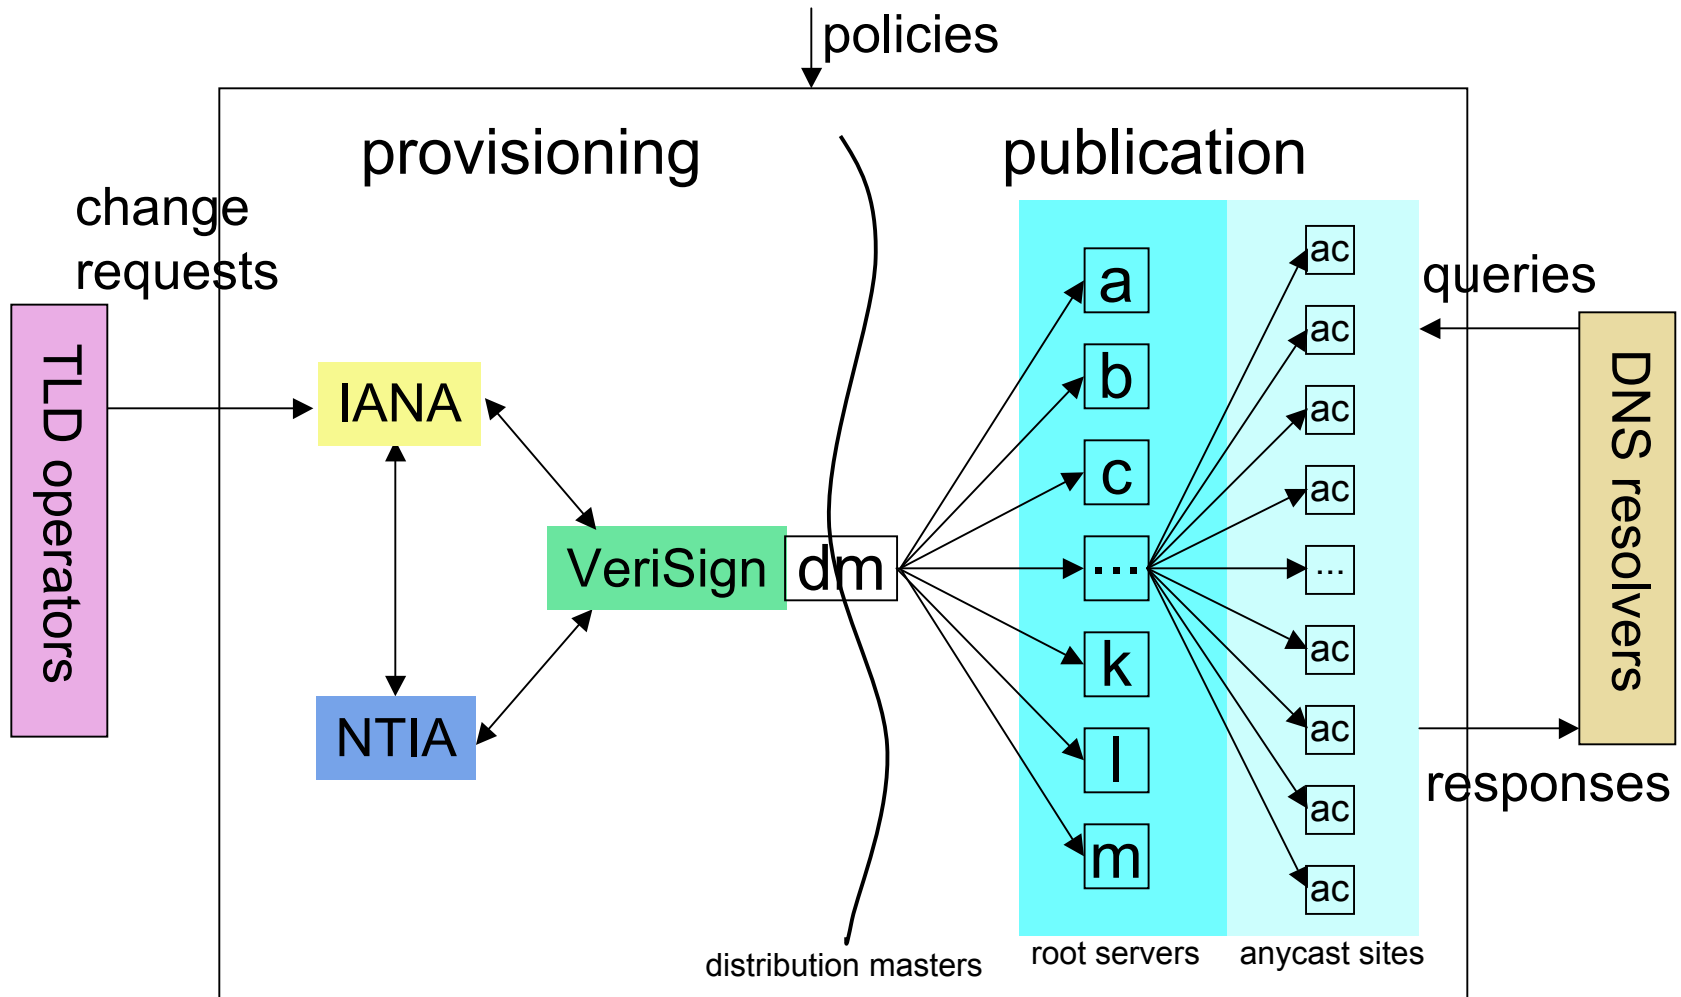 policies
provisioning
publication
change
requests
TLD operators
IANA
NTIA
VeriSign
dm
distribution masters
a
b
c
...
k
l
m
root servers
ac
ac
ac
ac
...
ac
ac
ac
ac
anycast sites
queries
DNS resolvers
responses